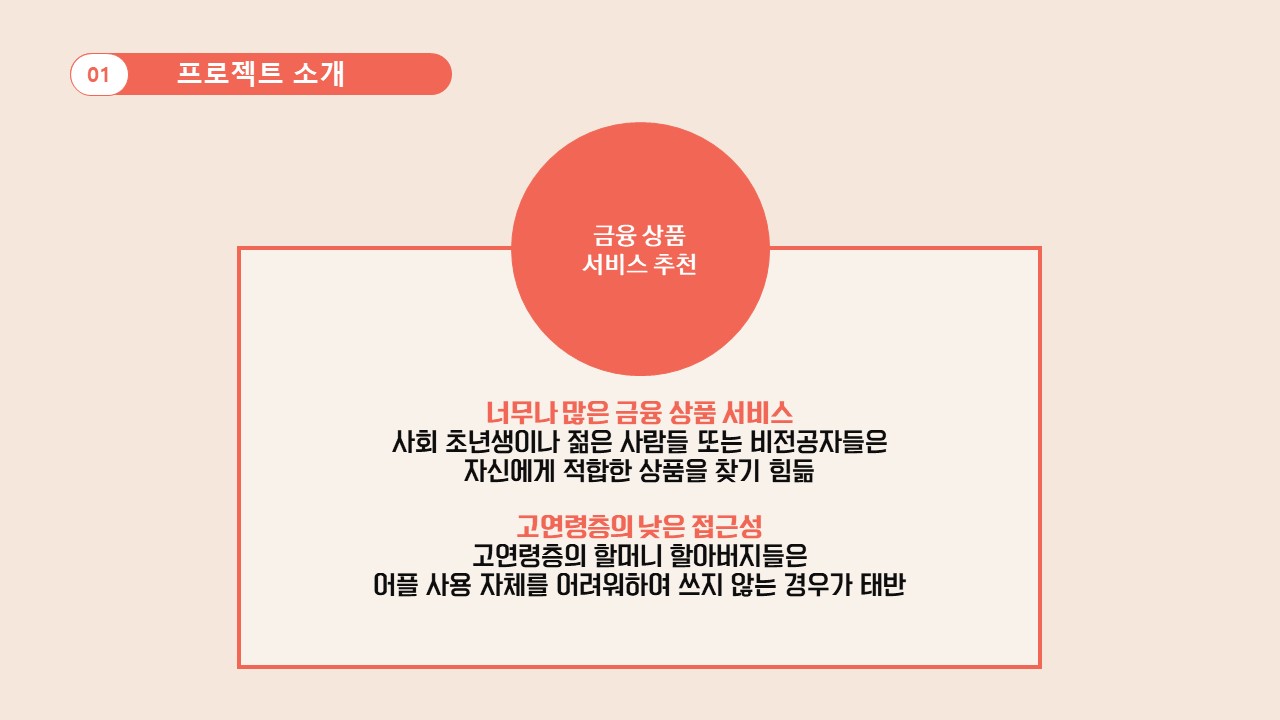 01
프로젝트 소개
금융 상품
서비스 추천
너무나 많은 금융 상품 서비스
사회 초년생이나 젊은 사람들 또는 비전공자들은
자신에게 적합한 상품을 찾기 힘듦
고연령층의 낮은 접근성
고연령층의 할머니 할아버지들은
어플 사용 자체를 어려워하여 쓰지 않는 경우가 태반